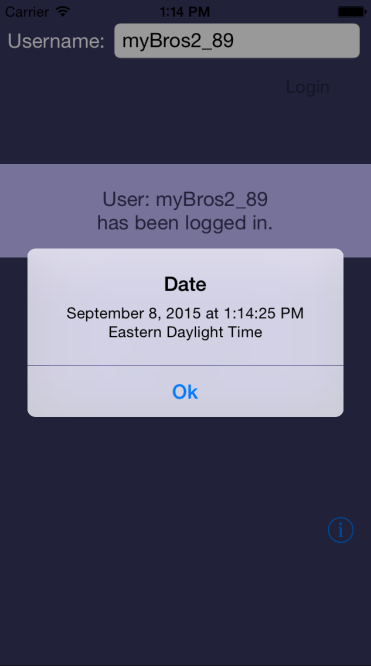 Carrier 1:14 PM
Username: myBros2_89
Login
User: myBros2_89
has been logged in.
Date
September 8, 2015 at 1:14:25 PM
Eastern Daylight Time
Ok